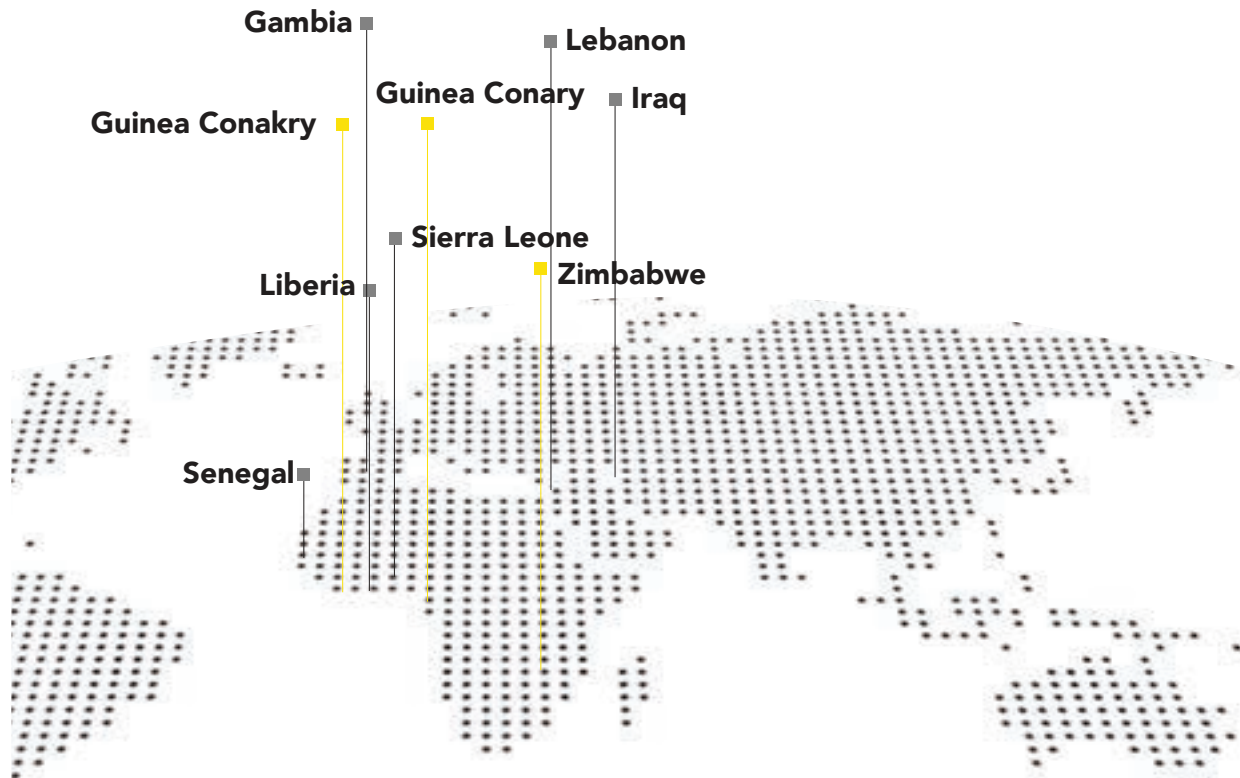 Gambia
Lebanon
Guinea Conary
Iraq
Guinea Conakry
Sierra Leone
Zimbabwe
Liberia
Senegal